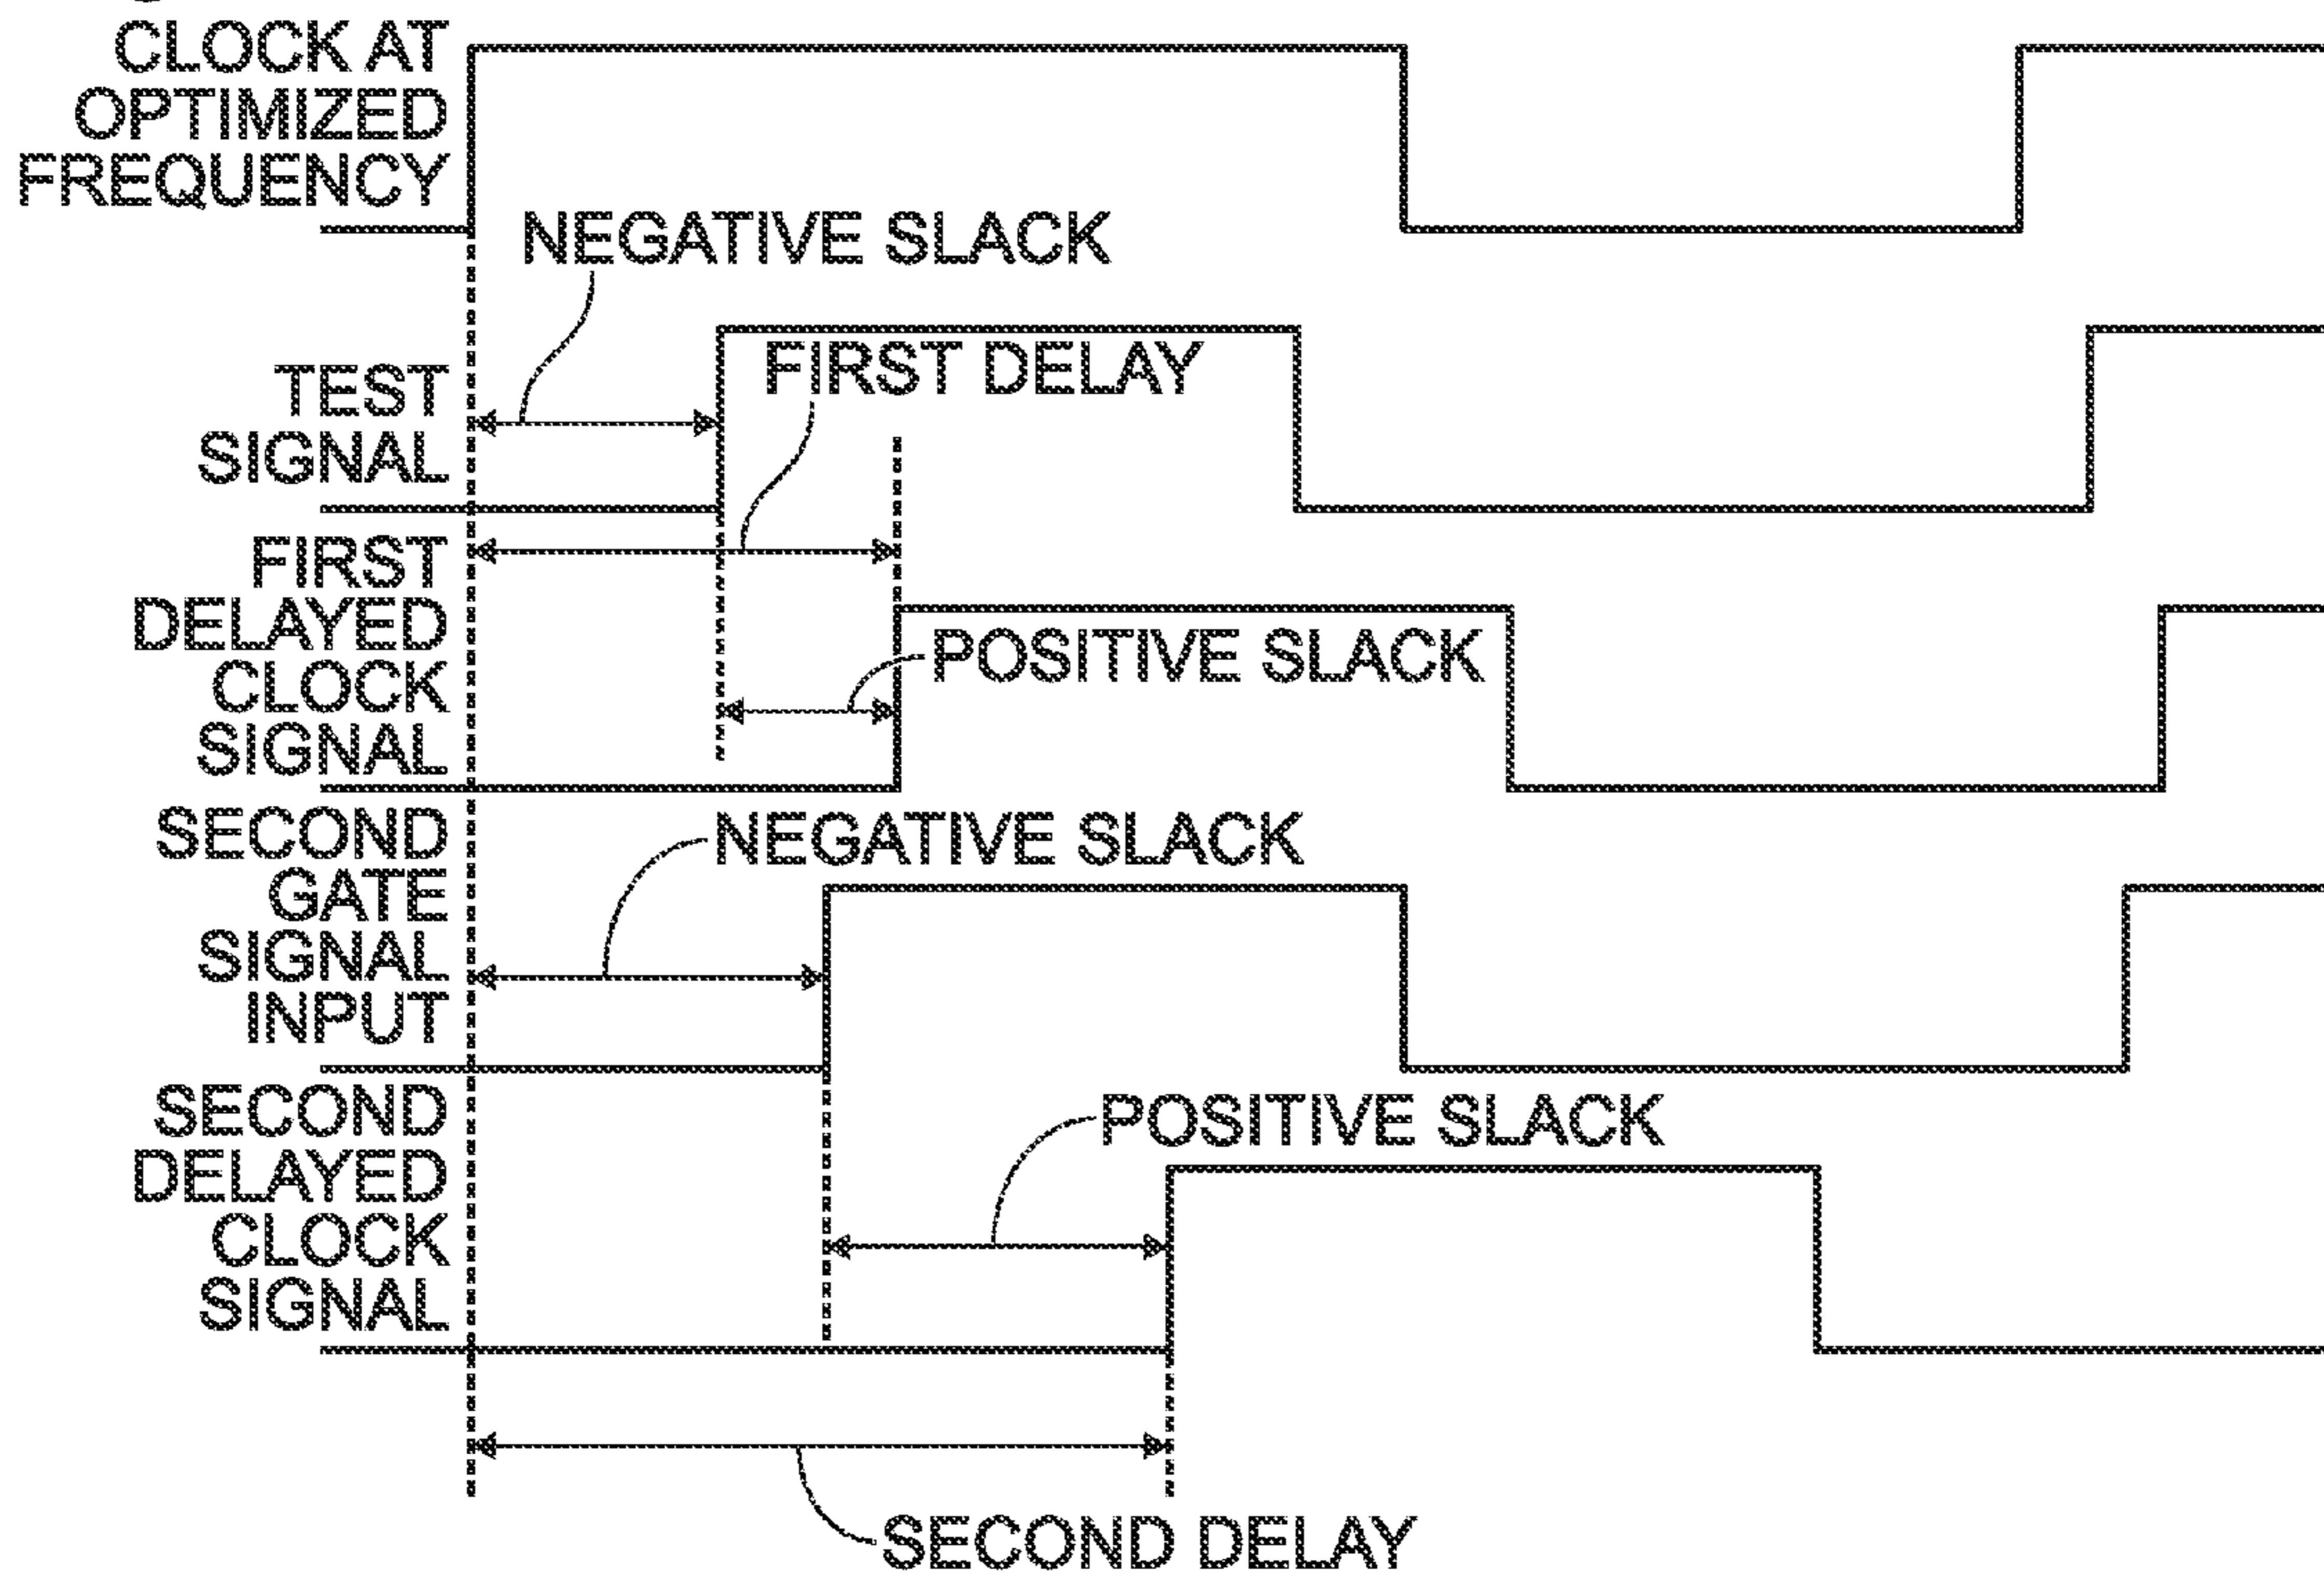 CLOCK AT
OPTIMIZED
FREQUENCY
NEGATIVE SLACK
TEST
SIGNAL
FIRST DELAY
FIRST
DELAYED
CLOCK
SIGNAL
POSITIVE SLACK
SECOND
GATE
SIGNAL
INPUT
NEGATIVE SLACK
SECOND
DELAYED
CLOCK
SIGNAL
POSITIVE SLACK
SECOND DELAY